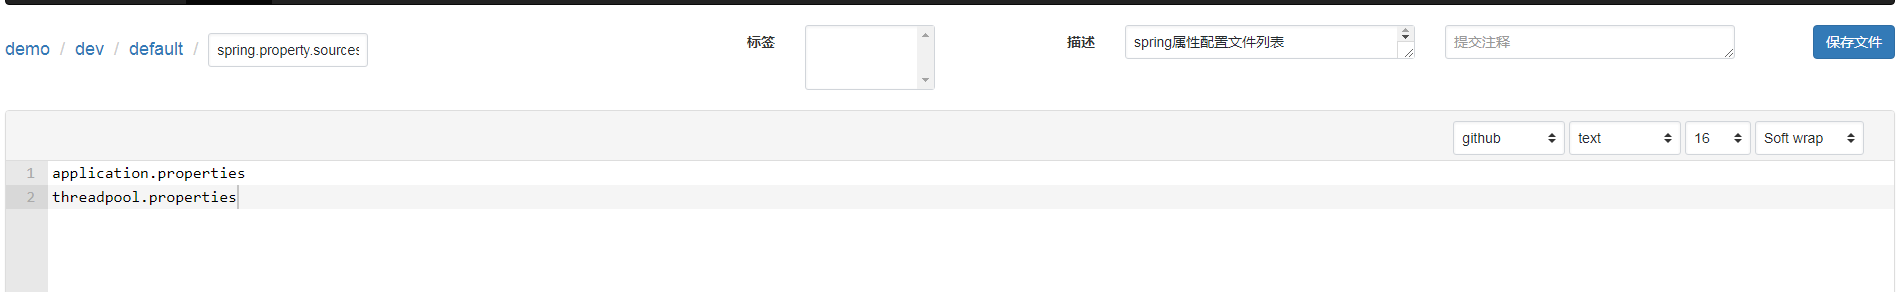 demo / dev / default / spring.property.sources
标签
描述
spring属性配置文件列表
提交注释
保存文件
github
text
16
Soft wrap
1 application.properties
2 threadpool.properties